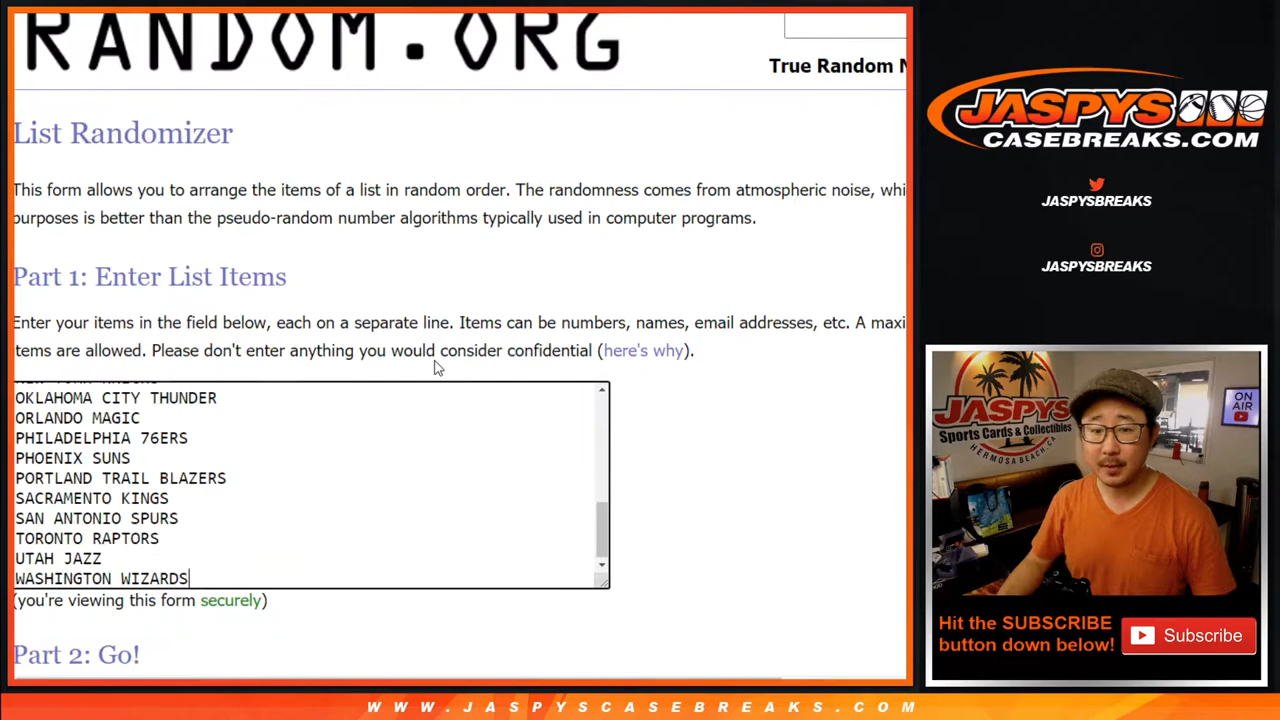 RANDOM.ORG
True Random N
List Randomizer
This form allows you to arrange the items of a list in random order. The randomness comes from atmospheric noise, whi
purposes is better than the pseudo-random number algorithms typically used in computer programs.
Part 1: Enter List Items
Enter your items in the field below, each on a separate line. Items can be numbers, names, email addresses, etc. A maxi
items are allowed. Please don't enter anything you would consider confidential (here's why).
OKLAHOMA CITY THUNDER
ORLANDO MAGIC
PHILADELPHIA 76ERS
PHOENIX SUNS
PORTLAND TRAIL BLAZERS
SACRAMENTO KINGS
SAN ANTONIO SPURS
TORONTO RAPTORS
UTAH JAZZ
WASHINGTON WIZARDS
(you're viewing this form securely)
Part 2: Go!
JASPYS
CASEBREAKS.COM
JASPYSBREAKS
JASPYSBREAKS
JASPYS
Sports Cards & Collectibles
HERMOSA BEACH, CA
ON
AIR
Hit the SUBSCRIBE
button down below!
Subscribe
WWW.JASPYSCASEBREAKS.COM